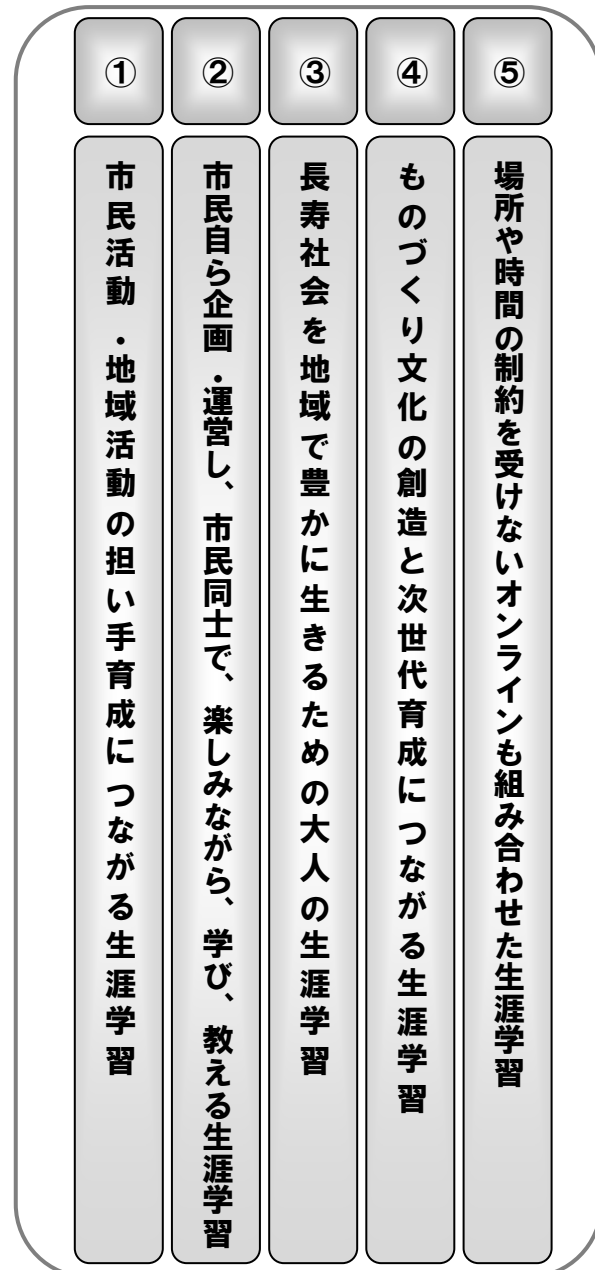 ①
市民活動・地域活動の担い手育成につながる生涯学習
②
市民自ら企画・運営し、市民同士で、楽しみながら、学び、教える生涯学習
③
長寿社会を地域で豊かに生きるための大人の生涯学習
④
ものづくり文化の創造と次世代育成につながる生涯学習
⑤
場所や時間の制約を受けないオンラインも組み合わせた生涯学習